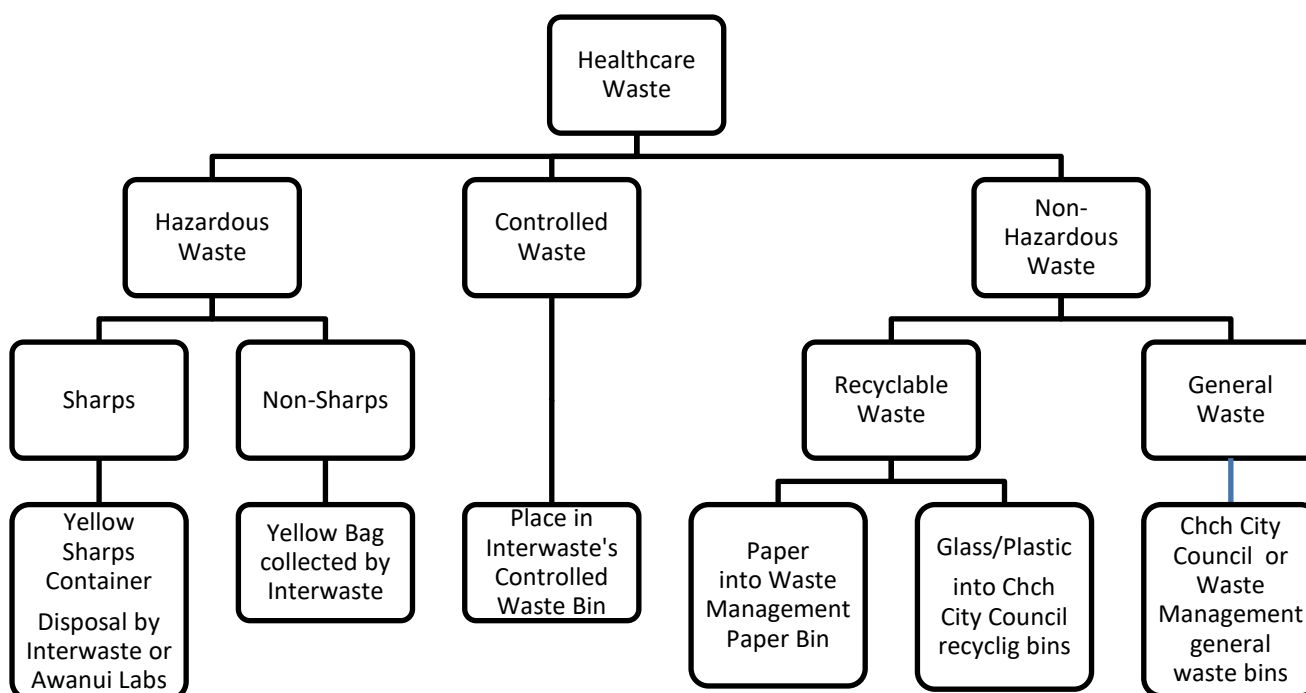 Healthcare
Waste
Hazardous
Waste
Controlled
Waste
Non-
Hazardous
Waste
Sharps
Non-Sharps
Recyclable
Waste
General
Waste
Yellow
Sharps
Container
Disposal by
Interwaste or
Awanui Labs
Yellow Bag
collected by
Interwaste
Place in
Interwaste's
Controlled
Waste Bin
Paper
into Waste
Management
Paper Bin
Glass/Plastic
into Chch
City Council
recyclig bins
Chch City
Council or
Waste
Management
general
waste bins